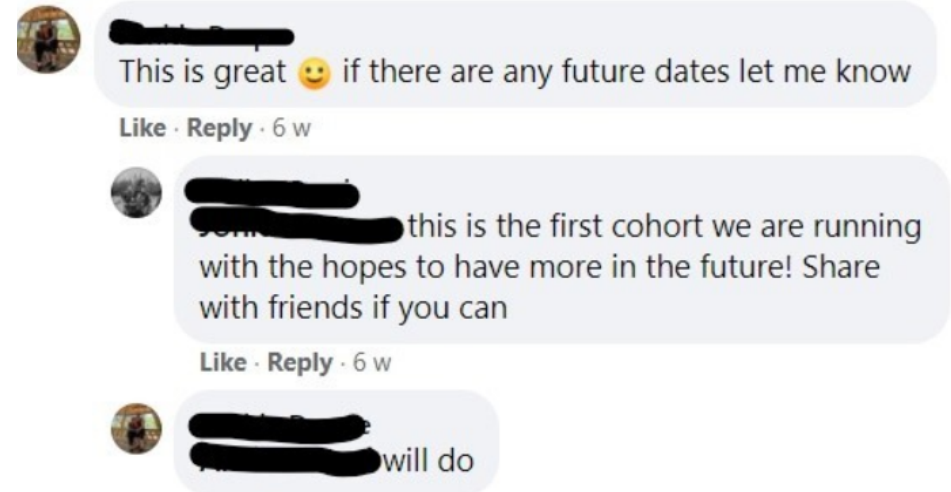 This is great 🙂 if there are any future dates let me know
Like · Reply · 6 w
this is the first cohort we are running
with the hopes to have more in the future! Share
with friends if you can
Like · Reply · 6 w
will do